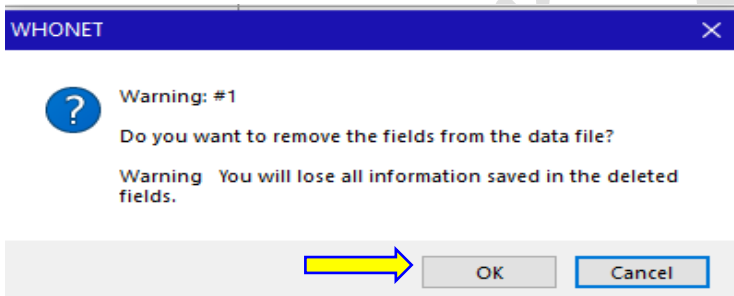 WHONET
Warning: #1
Do you want to remove the fields from the data file?
Warning You will lose all information saved in the deleted
fields.
OK Cancel